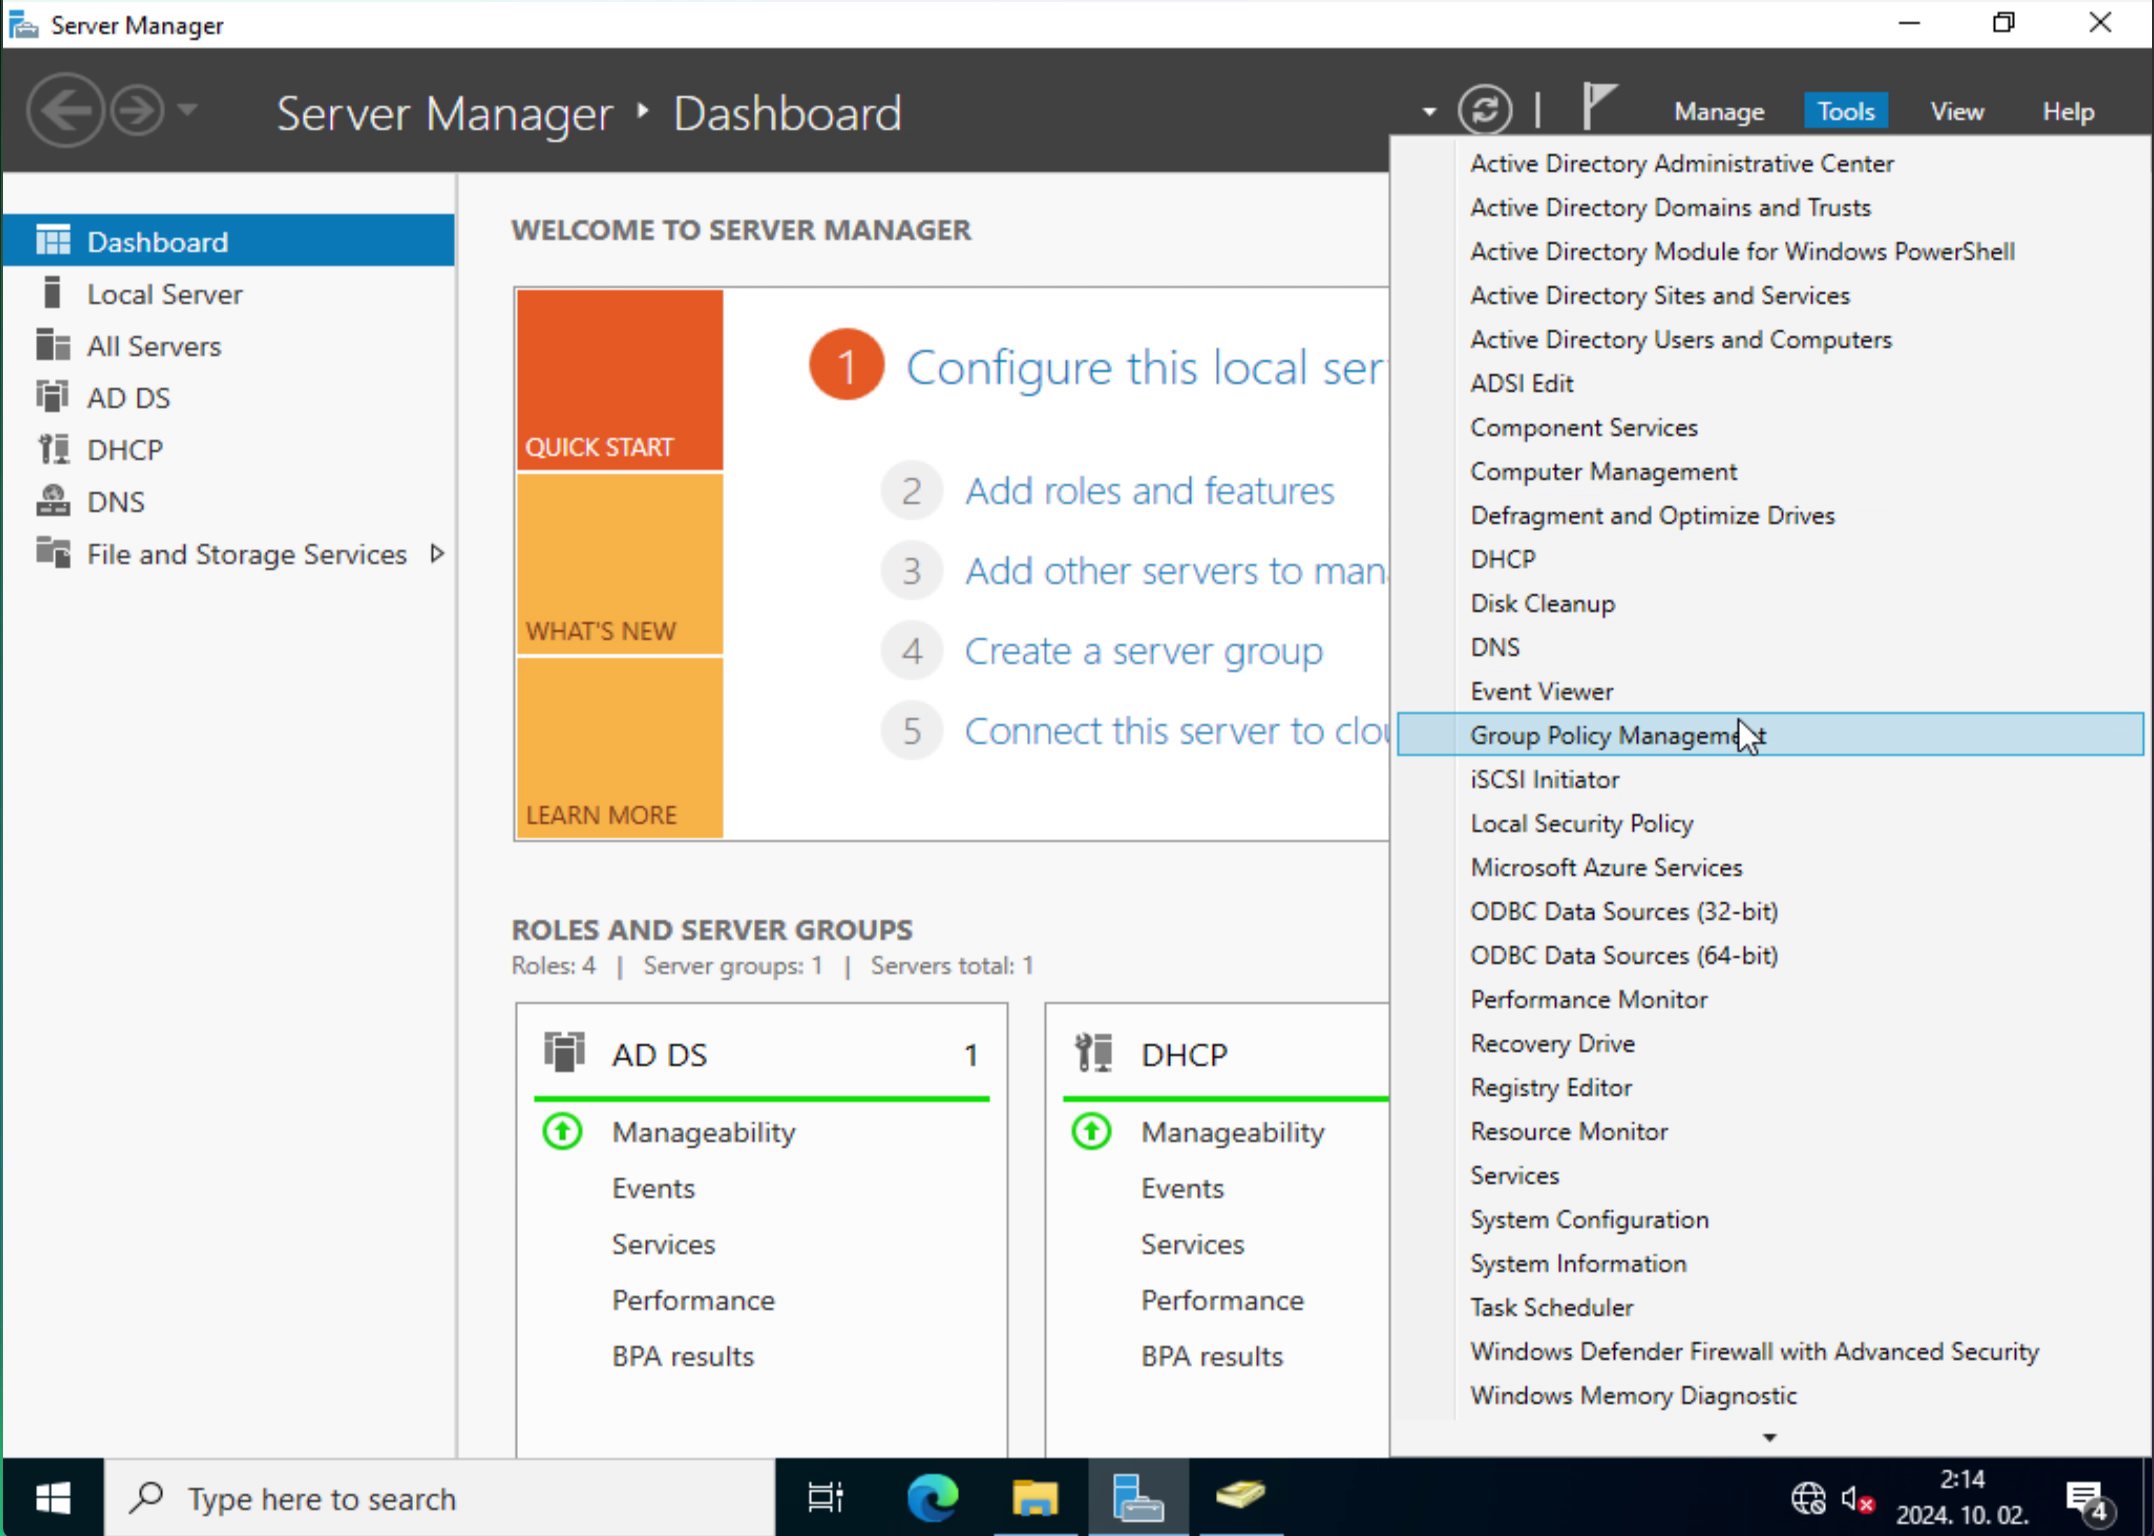 Server Manager
Server Manager ‣ Dashboard
Manage
Tools
View
Help
Dashboard
Local Server
All Servers
AD DS
DHCP
DNS
File and Storage Services
WELCOME TO SERVER MANAGER
QUICK START
WHAT'S NEW
LEARN MORE
1 Configure this local ser
2 Add roles and features
3 Add other servers to man
4 Create a server group
5 Connect this server to clou
ROLES AND SERVER GROUPS
Roles: 4 | Server groups: 1 | Servers total: 1
AD DS 1
Manageability
Events
Services
Performance
BPA results
DHCP
Manageability
Events
Services
Performance
BPA results
Active Directory Administrative Center
Active Directory Domains and Trusts
Active Directory Module for Windows PowerShell
Active Directory Sites and Services
Active Directory Users and Computers
ADSI Edit
Component Services
Computer Management
Defragment and Optimize Drives
DHCP
Disk Cleanup
DNS
Event Viewer
Group Policy Management
iSCSI Initiator
Local Security Policy
Microsoft Azure Services
ODBC Data Sources (32-bit)
ODBC Data Sources (64-bit)
Performance Monitor
Recovery Drive
Registry Editor
Resource Monitor
Services
System Configuration
System Information
Task Scheduler
Windows Defender Firewall with Advanced Security
Windows Memory Diagnostic
Type here to search
2:14
2024. 10. 02.
4